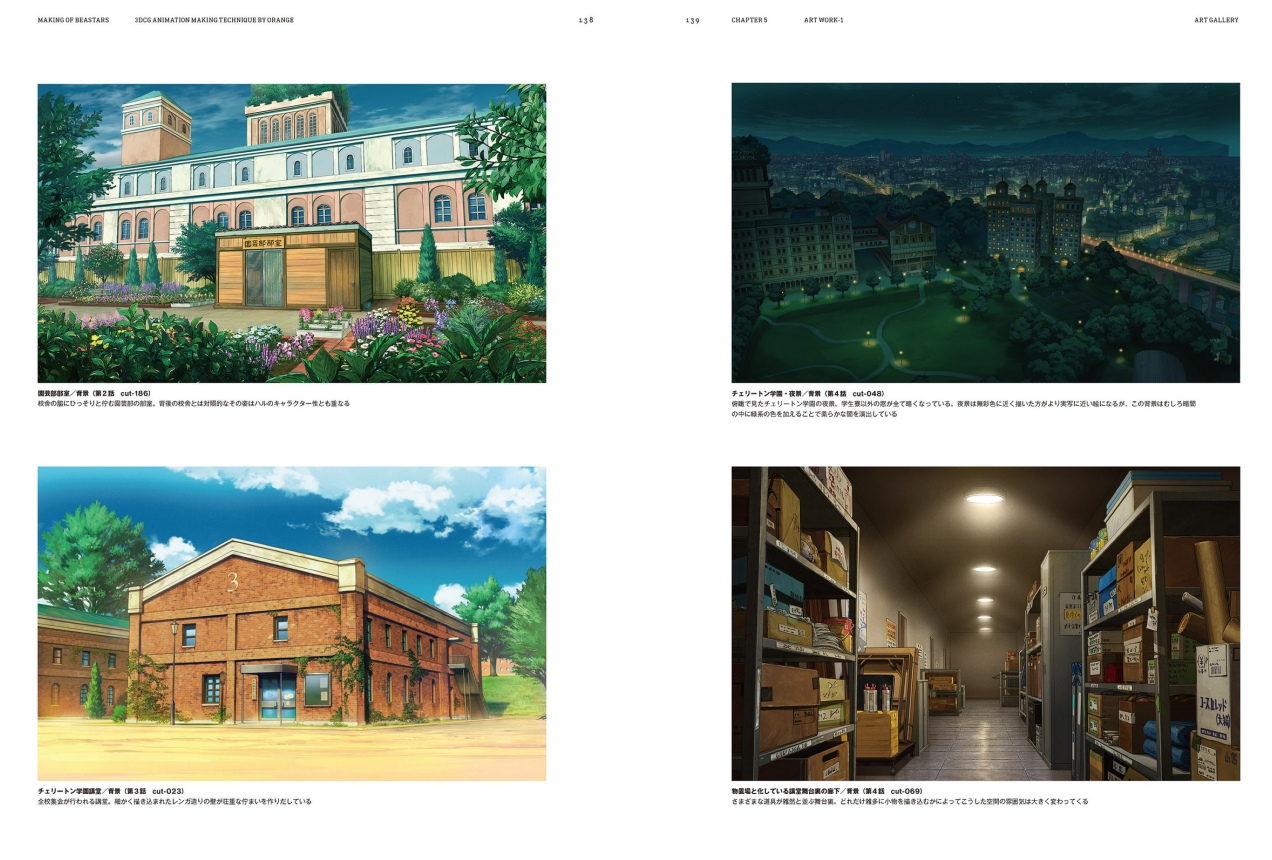 MAKING OF BEASTARS 3DCG ANIMATION MAKING TECHNIQUE BY ORANGE 138
139 CHAPTER 5 ART WORK-1 ART GALLERY
園芸部部室
園芸部部室／背景（第2話 cut-186）
校舎の脇にひっそりと佇む園芸部の部室。背後の校舎とは対照的なその姿はハルのキャラクター性とも重なる
チェリートン学園・夜景／背景（第4話 cut-048）
俯瞰で見たチェリートン学園の夜景。学生寮以外の窓が全て暗くなっている。夜景は無彩色に近く描いた方がより実写に近い絵になるが、この背景はむしろ暗闇
の中に緑系の色を加えることで柔らかな闇を演出している
3
チェリートン学園講堂／背景（第3話 cut-023）
全校集会が行われる講堂。細かく描き込まれたレンガ造りの壁が荘重な佇まいを作りだしている
物置場と化している講堂舞台裏の廊下／背景（第4話 cut-069）
さまざまな道具が雑然と並ぶ舞台裏。どれだけ雑多に小物を描き込むかによってこうした空間の雰囲気は大きく変わってくる